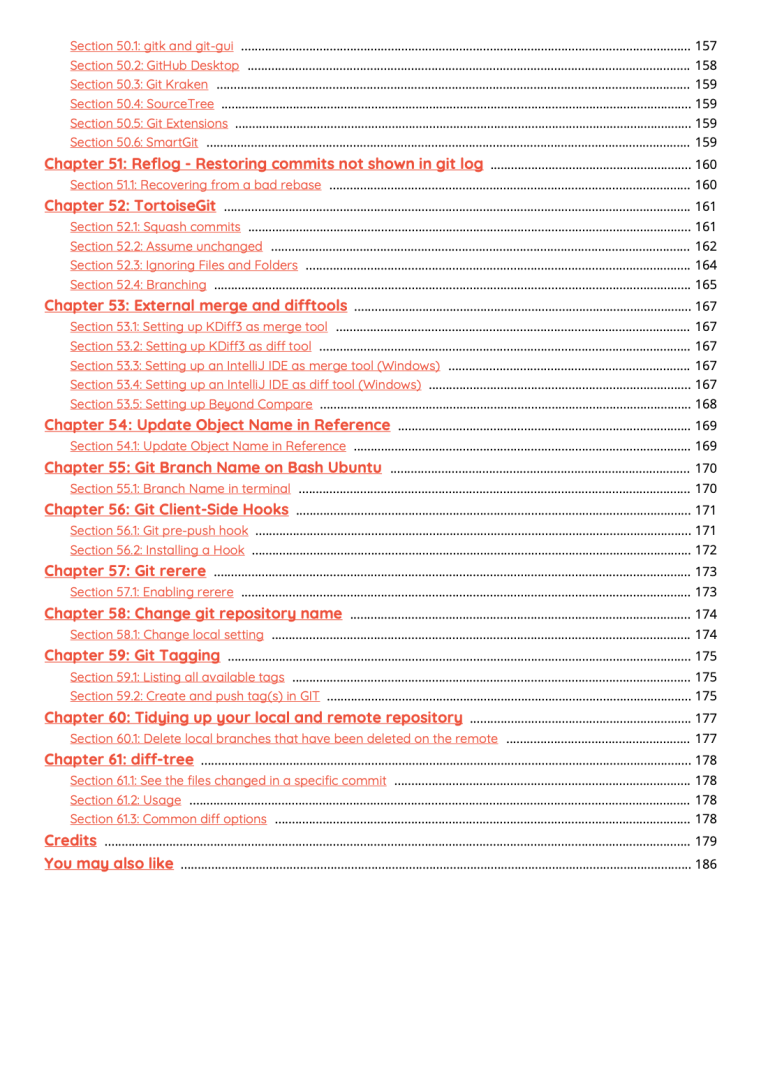 Section 50.1: gitk and git-gui ........ 157
Section 50.2: GitHub Desktop ........ 158
Section 50.3: Git Kraken ........ 159
Section 50.4: SourceTree ........ 159
Section 50.5: Git Extensions ........ 159
Section 50.6: SmartGit ........ 159
Chapter 51: Reflog - Restoring commits not shown in git log ........ 160
Section 51.1: Recovering from a bad rebase ........ 160
Chapter 52: TortoiseGit ........ 161
Section 52.1: Squash commits ........ 161
Section 52.2: Assume unchanged ........ 162
Section 52.3: Ignoring Files and Folders ........ 164
Section 52.4: Branching ........ 165
Chapter 53: External merge and difftools ........ 167
Section 53.1: Setting up KDiff3 as merge tool ........ 167
Section 53.2: Setting up KDiff3 as diff tool ........ 167
Section 53.3: Setting up an IntelliJ IDE as merge tool (Windows) ........ 167
Section 53.4: Setting up an IntelliJ IDE as diff tool (Windows) ........ 167
Section 53.5: Setting up Beyond Compare ........ 168
Chapter 54: Update Object Name in Reference ........ 169
Section 54.1: Update Object Name in Reference ........ 169
Chapter 55: Git Branch Name on Bash Ubuntu ........ 170
Section 55.1: Branch Name in terminal ........ 170
Chapter 56: Git Client-Side Hooks ........ 171
Section 56.1: Git pre-push hook ........ 171
Section 56.2: Installing a Hook ........ 172
Chapter 57: Git rerere ........ 173
Section 57.1: Enabling rerere ........ 173
Chapter 58: Change git repository name ........ 174
Section 58.1: Change local setting ........ 174
Chapter 59: Git Tagging ........ 175
Section 59.1: Listing all available tags ........ 175
Section 59.2: Create and push tag(s) in GIT ........ 175
Chapter 60: Tidying up your local and remote repository ........ 177
Section 60.1: Delete local branches that have been deleted on the remote ........ 177
Chapter 61: diff-tree ........ 178
Section 61.1: See the files changed in a specific commit ........ 178
Section 61.2: Usage ........ 178
Section 61.3: Common diff options ........ 178
Credits ........ 179
You may also like ........ 186